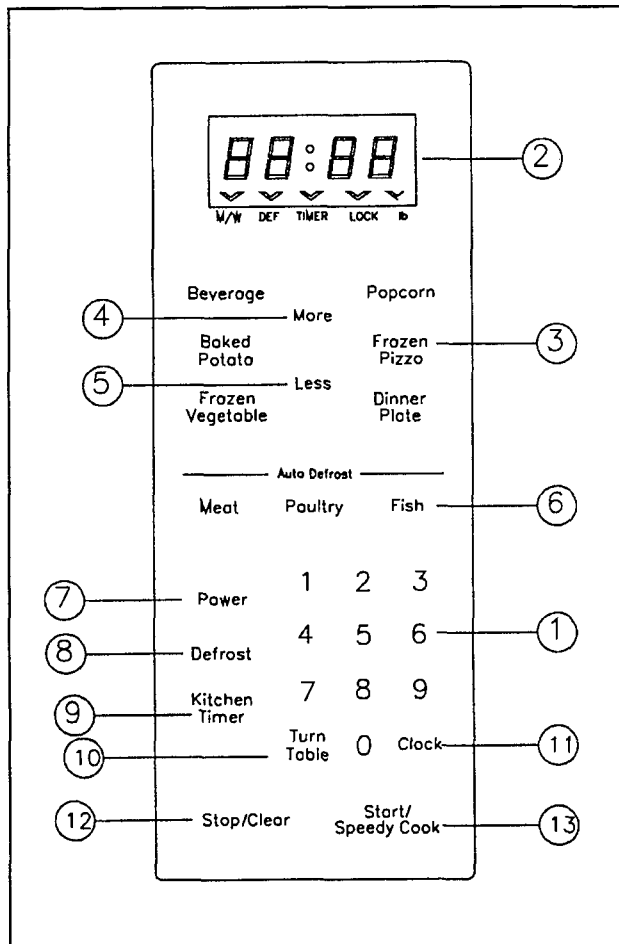 88:88
M/W DEF TIMER LOCK lb
2
Beverage Popcorn
4 More
Baked Potato
Frozen Pizzo
3
5 Less
Frozen Vegetable
Dinner Plate
Auto Defrost
Meat Paultry Fish 6
1 2 3
7 Power
4 5 6 1
8 Defrost
7 8 9
9 Kitchen Timer
10 Turn Table 0 Clock 11
12 Stop/Clear
Start/ Speedy Cook 13